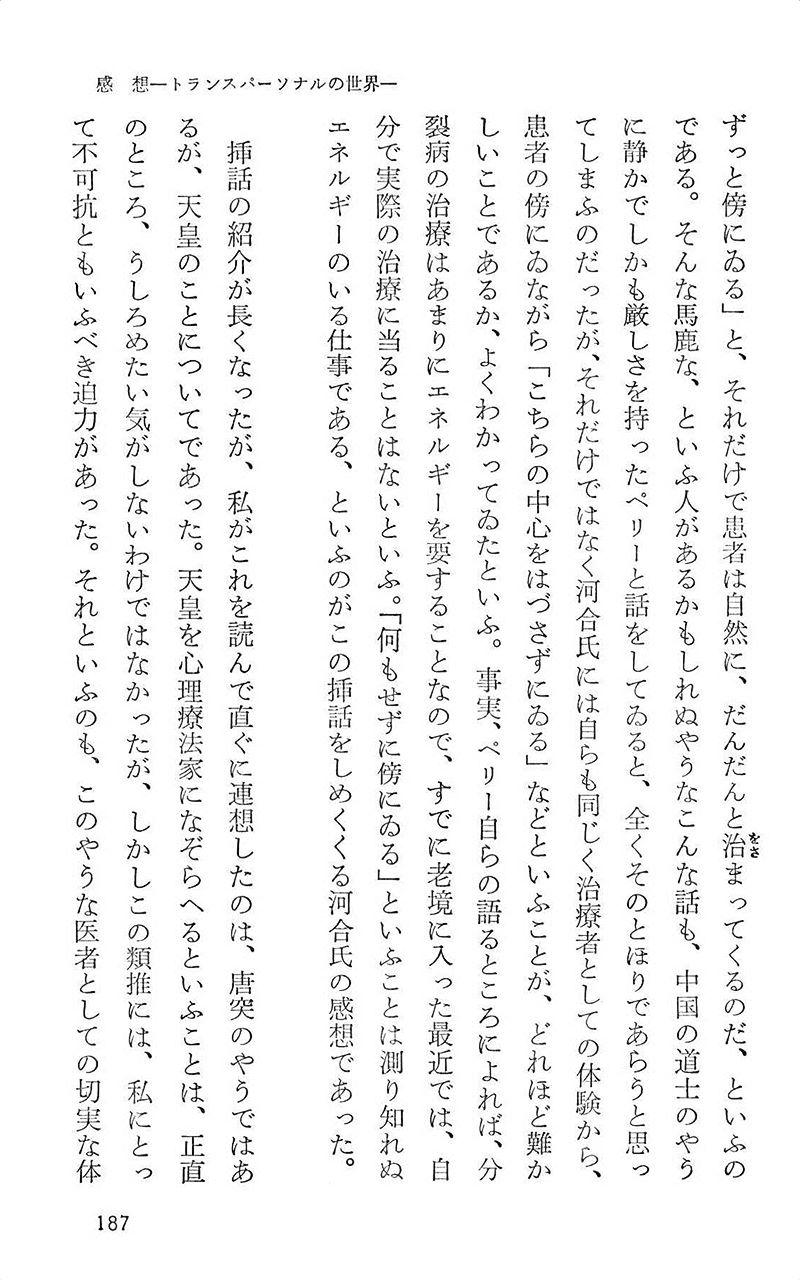 感　想―トランスパーソナルの世界―
ずっと傍にゐる」と、それだけで患者は自然に、だんだんと治まってくるのだ、といふの
をさ
である。そんな馬鹿な、といふ人があるかもしれぬやうなこんな話も、中国の道士のやう
に静かでしかも厳しさを持ったペリーと話をしてゐると、全くそのとほりであらうと思っ
てしまふのだったが、それだけではなく河合氏には自らも同じく治療者としての体験から、
患者の傍にゐながら「こちらの中心をはづさずにゐる」などといふことが、どれほど難か
しいことであるか、よくわかってゐたといふ。事実、ペリー自らの語るところによれば、分
裂病の治療はあまりにエネルギーを要することなので、すでに老境に入った最近では、自
分で実際の治療に当ることはないといふ。「何もせずに傍にゐる」といふことは測り知れぬ
エネルギーのいる仕事である、といふのがこの挿話をしめくくる河合氏の感想であった。
挿話の紹介が長くなったが、私がこれを読んで直ぐに連想したのは、唐突のやうではあ
るが、天皇のことについてであった。天皇を心理療法家になぞらへるといふことは、正直
のところ、うしろめたい気がしないわけではなかったが、しかしこの類推には、私にとっ
て不可抗ともいふべき迫力があった。それといふのも、このやうな医者としての切実な体
187